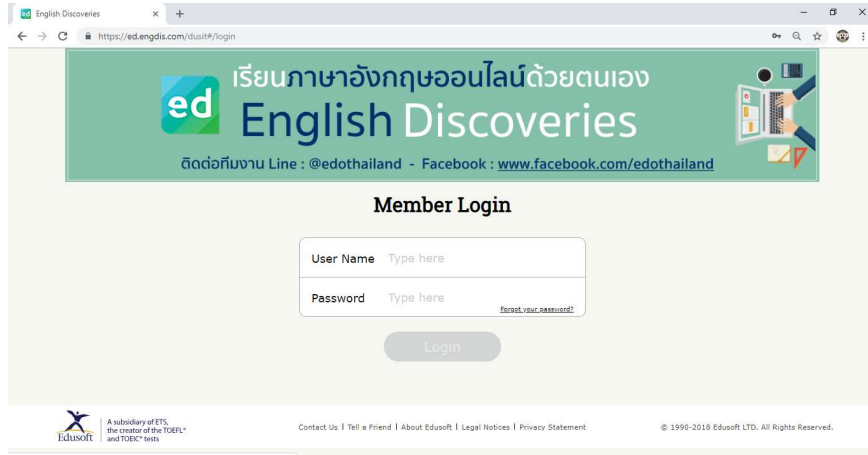 English Discoveries
https://ed.engdis.com/dusit#/login
ed
เรียนภาษาอังกฤษออนไลน์ด้วยตนเอง
English Discoveries
ติดต่อทีมงาน Line : @edothailand - Facebook : www.facebook.com/edothailand
Member Login
User Name Type here
Password Type here
Forgot your password?
Login
Edusoft
A subsidiary of ETS,
the creator of the TOEFL®
and TOEIC® tests
Contact Us | Tell a Friend | About Edusoft | Legal Notices | Privacy Statement
© 1990-2018 Edusoft LTD. All Rights Reserved.